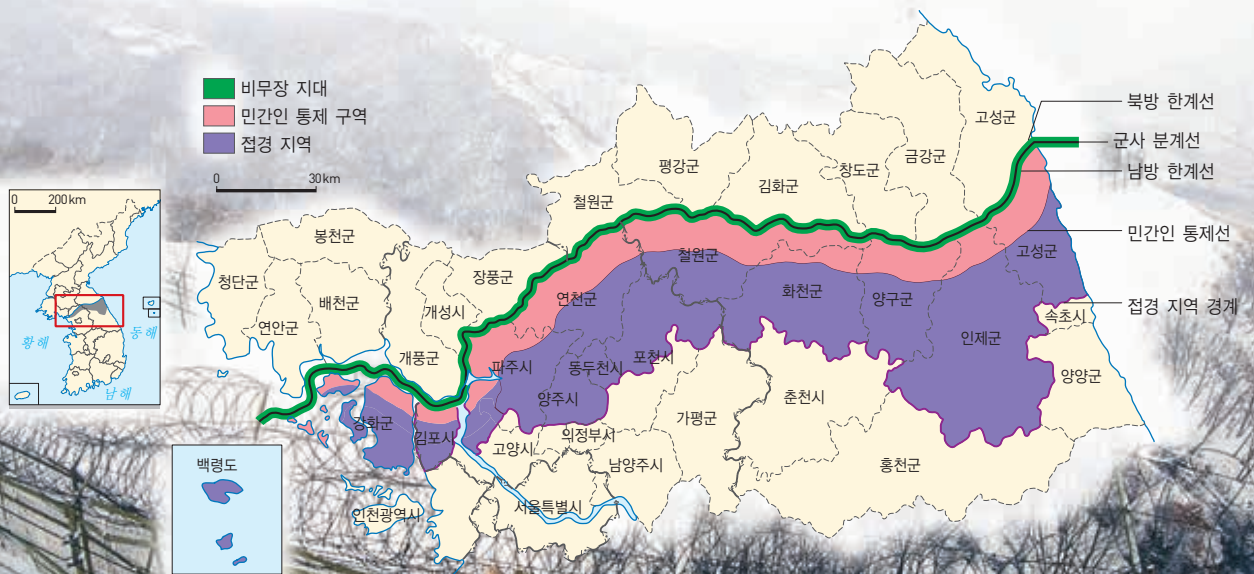 비무장 지대
민간인 통제 구역
접경 지역
0 30km
0 200km
황해
동해
남해
북방 한계선
군사 분계선
남방 한계선
민간인 통제선
접경 지역 경계
고성군
금강군
창도군
평강군
김화군
철원군
봉천군
장풍군
청단군
배천군
개성시
연안군
개풍군
철원군
연천군
화천군
양구군
고성군
인제군
속초시
양양군
파주시
동두천시
포천시
양주시
강화군
김포시
고양시
의정부시
가평군
춘천시
홍천군
남양주시
서울특별시
인천광역시
백령도